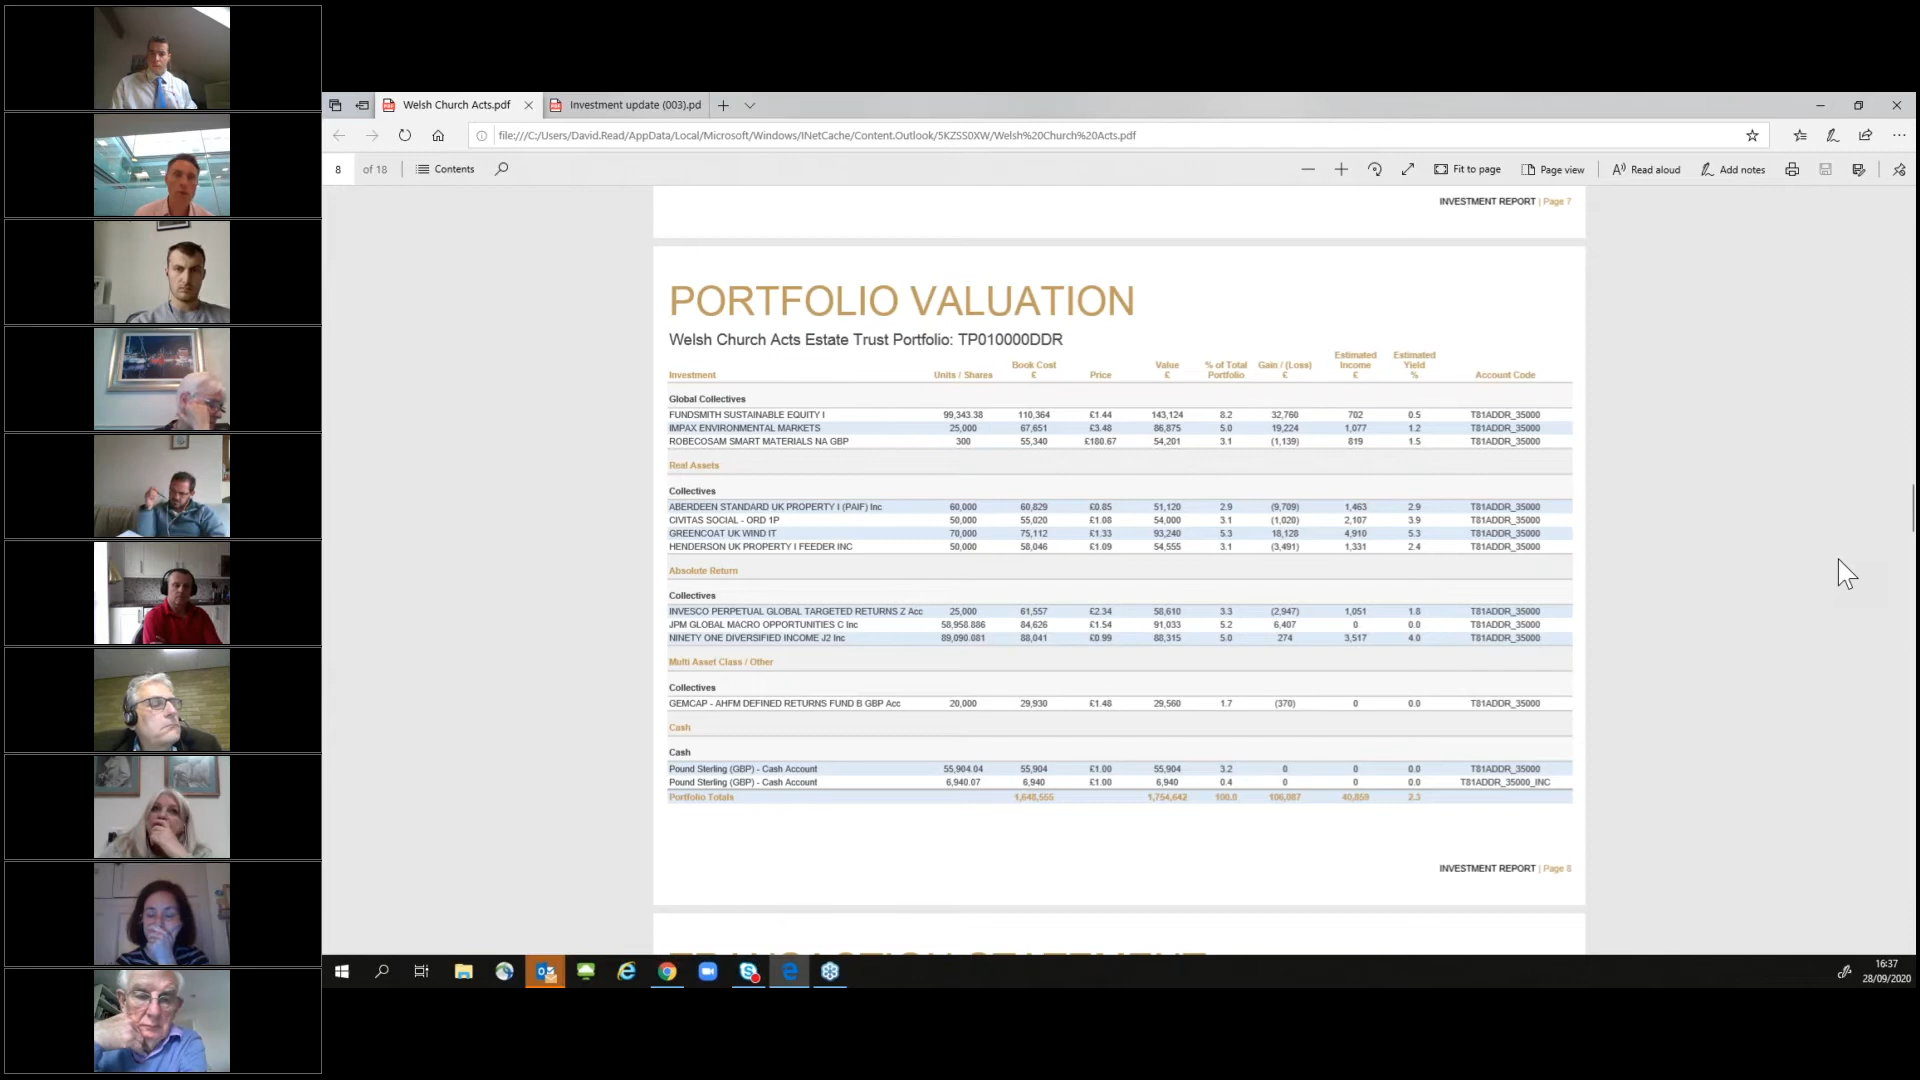 Welsh Church Acts.pdf
Investment update (003).pd
file:///C:/Users/David.Read/AppData/Local/Microsoft/Windows/INetCache/Content.Outlook/5KZSS0XW/Welsh%20Church%20Acts.pdf
8 of 18 Contents Fit to page Page view Read aloud Add notes
INVESTMENT REPORT | Page 7
PORTFOLIO VALUATION
Welsh Church Acts Estate Trust Portfolio: TP010000DDR
Investment Units / Shares Book Cost £ Price Value £ % of Total Portfolio Gain / (Loss) £ Estimated Income £ Estimated Yield % Account Code
Global Collectives
FUNDSMITH SUSTAINABLE EQUITY I 99,343.38 110,364 £1.44 143,124 8.2 32,760 702 0.5 T81ADDR_35000
IMPAX ENVIRONMENTAL MARKETS 25,000 67,651 £3.48 86,875 5.0 19,224 1,077 1.2 T81ADDR_35000
ROBECOSAM SMART MATERIALS NA GBP 300 55,340 £180.67 54,201 3.1 (1,139) 819 1.5 T81ADDR_35000
Real Assets
Collectives
ABERDEEN STANDARD UK PROPERTY I (PAIF) Inc 60,000 60,829 £0.85 51,120 2.9 (9,709) 1,463 2.9 T81ADDR_35000
CIVITAS SOCIAL - ORD 1P 50,000 55,020 £1.08 54,000 3.1 (1,020) 2,107 3.9 T81ADDR_35000
GREENCOAT UK WIND IT 70,000 75,112 £1.33 93,240 5.3 18,128 4,910 5.3 T81ADDR_35000
HENDERSON UK PROPERTY I FEEDER INC 50,000 58,046 £1.09 54,555 3.1 (3,491) 1,331 2.4 T81ADDR_35000
Absolute Return
Collectives
INVESCO PERPETUAL GLOBAL TARGETED RETURNS Z Acc 25,000 61,557 £2.34 58,610 3.3 (2,947) 1,051 1.8 T81ADDR_35000
JPM GLOBAL MACRO OPPORTUNITIES C Inc 58,958.886 84,626 £1.54 91,033 5.2 6,407 0 0.0 T81ADDR_35000
NINETY ONE DIVERSIFIED INCOME J2 Inc 89,090.081 88,041 £0.99 88,315 5.0 274 3,517 4.0 T81ADDR_35000
Multi Asset Class / Other
Collectives
GEMCAP - AHFM DEFINED RETURNS FUND B GBP Acc 20,000 29,930 £1.48 29,560 1.7 (370) 0 0.0 T81ADDR_35000
Cash
Cash
Pound Sterling (GBP) - Cash Account 55,904.04 55,904 £1.00 55,904 3.2 0 0 0.0 T81ADDR_35000
Pound Sterling (GBP) - Cash Account 6,940.07 6,940 £1.00 6,940 0.4 0 0 0.0 T81ADDR_35000_INC
Portfolio Totals 1,648,555 1,754,642 100.0 106,087 40,859 2.3
INVESTMENT REPORT | Page 8
TRANSACTION STATEMENT
16:37
28/09/2020